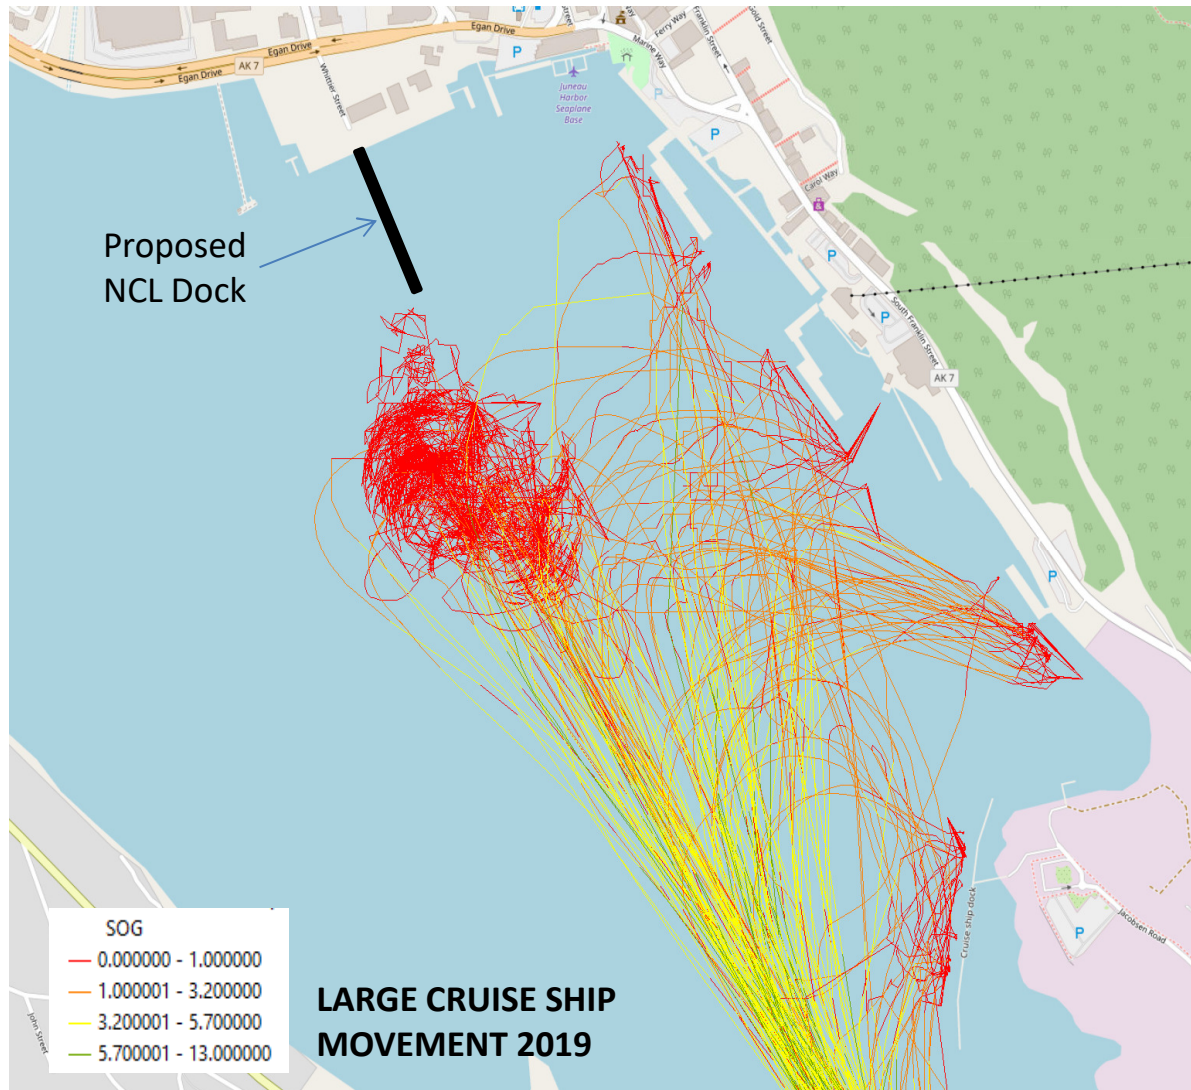 Egan Drive
Egan Drive
Egan Drive
Egan Drive
AK 7
Whittier Street
Street
Ferry Way
Marine Way
Franklin Street
Gold Street
P
Juneau
Harbor
Seaplane
Base
P
P
Carol Way
P
P
South Franklin Street
AK 7
P
Proposed
NCL Dock
Cruise ship dock
Jacobsen Road
P
John Street
SOG
0.000000 - 1.000000
1.000001 - 3.200000
3.200001 - 5.700000
5.700001 - 13.000000
LARGE CRUISE SHIP
MOVEMENT 2019